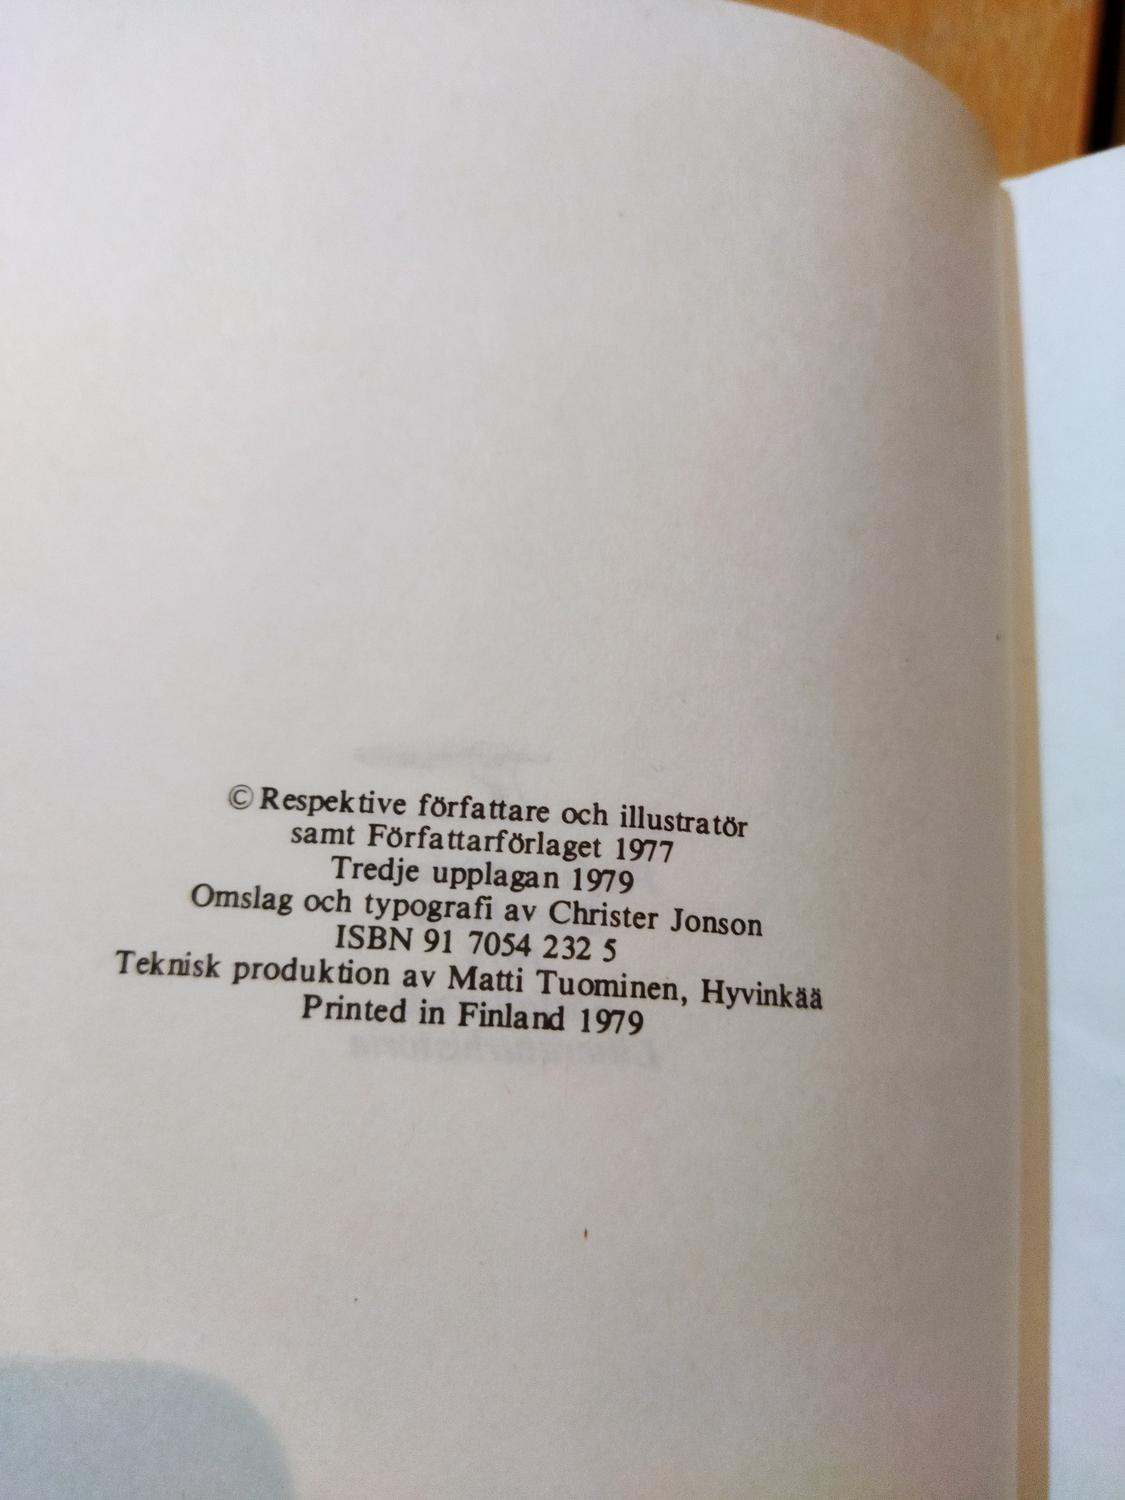 © Respektive författare och illustratör
samt Författarförlaget 1977
Tredje upplagan 1979
Omslag och typografi av Christer Jonson
ISBN 91 7054 232 5
Teknisk produktion av Matti Tuominen, Hyvinkää
Printed in Finland 1979